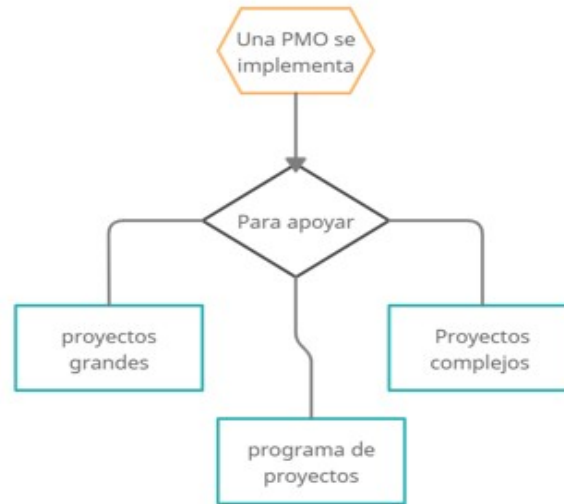 Una PMO se
implementa
Para apoyar
proyectos
grandes
Proyectos
complejos
programa de
proyectos